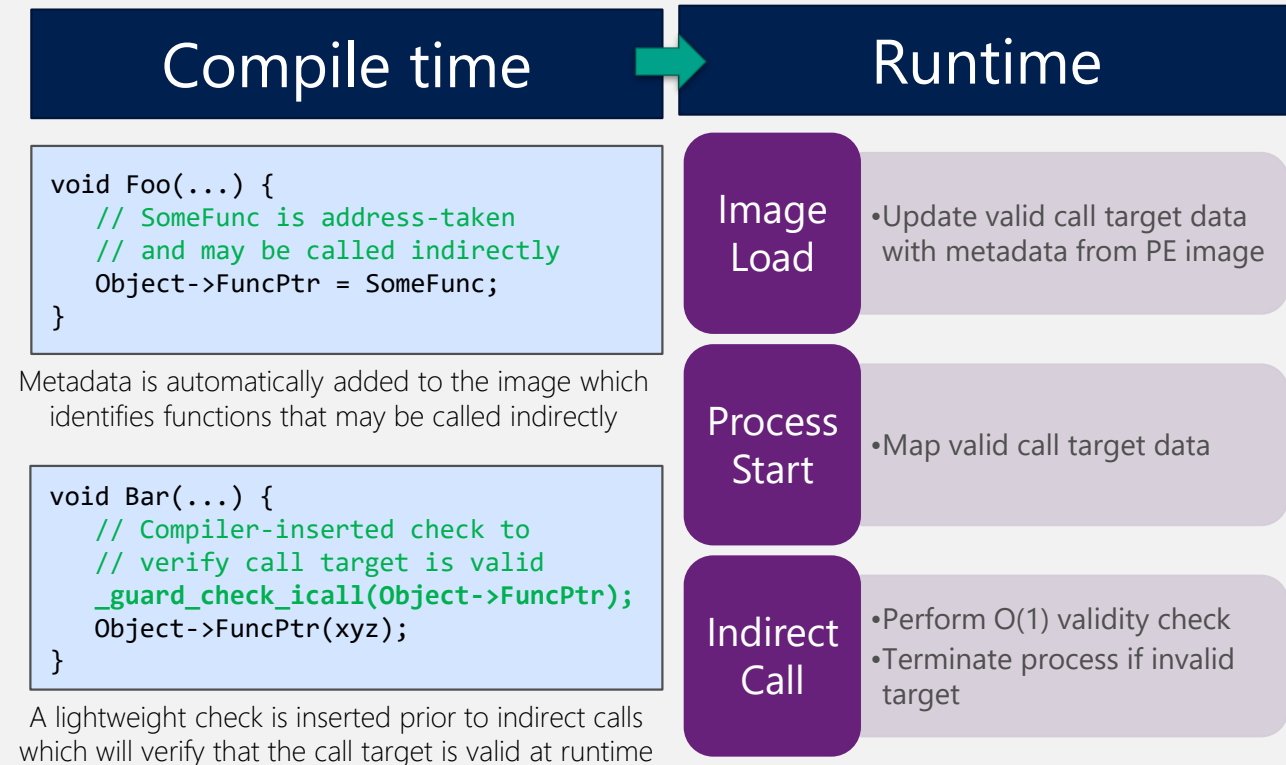 Compile time
void Foo(...) {
// SomeFunc is address-taken
// and may be called indirectly
Object->FuncPtr = SomeFunc;
}
Metadata is automatically added to the image which
identifies functions that may be called indirectly
void Bar(...) {
// Compiler-inserted check to
// verify call target is valid
_guard_check_icall(Object->FuncPtr);
Object->FuncPtr(xyz);
}
A lightweight check is inserted prior to indirect calls
which will verify that the call target is valid at runtime
Runtime
Image
Load
•Update valid call target data
with metadata from PE image
Process
Start
•Map valid call target data
Indirect
Call
•Perform O(1) validity check
•Terminate process if invalid
target